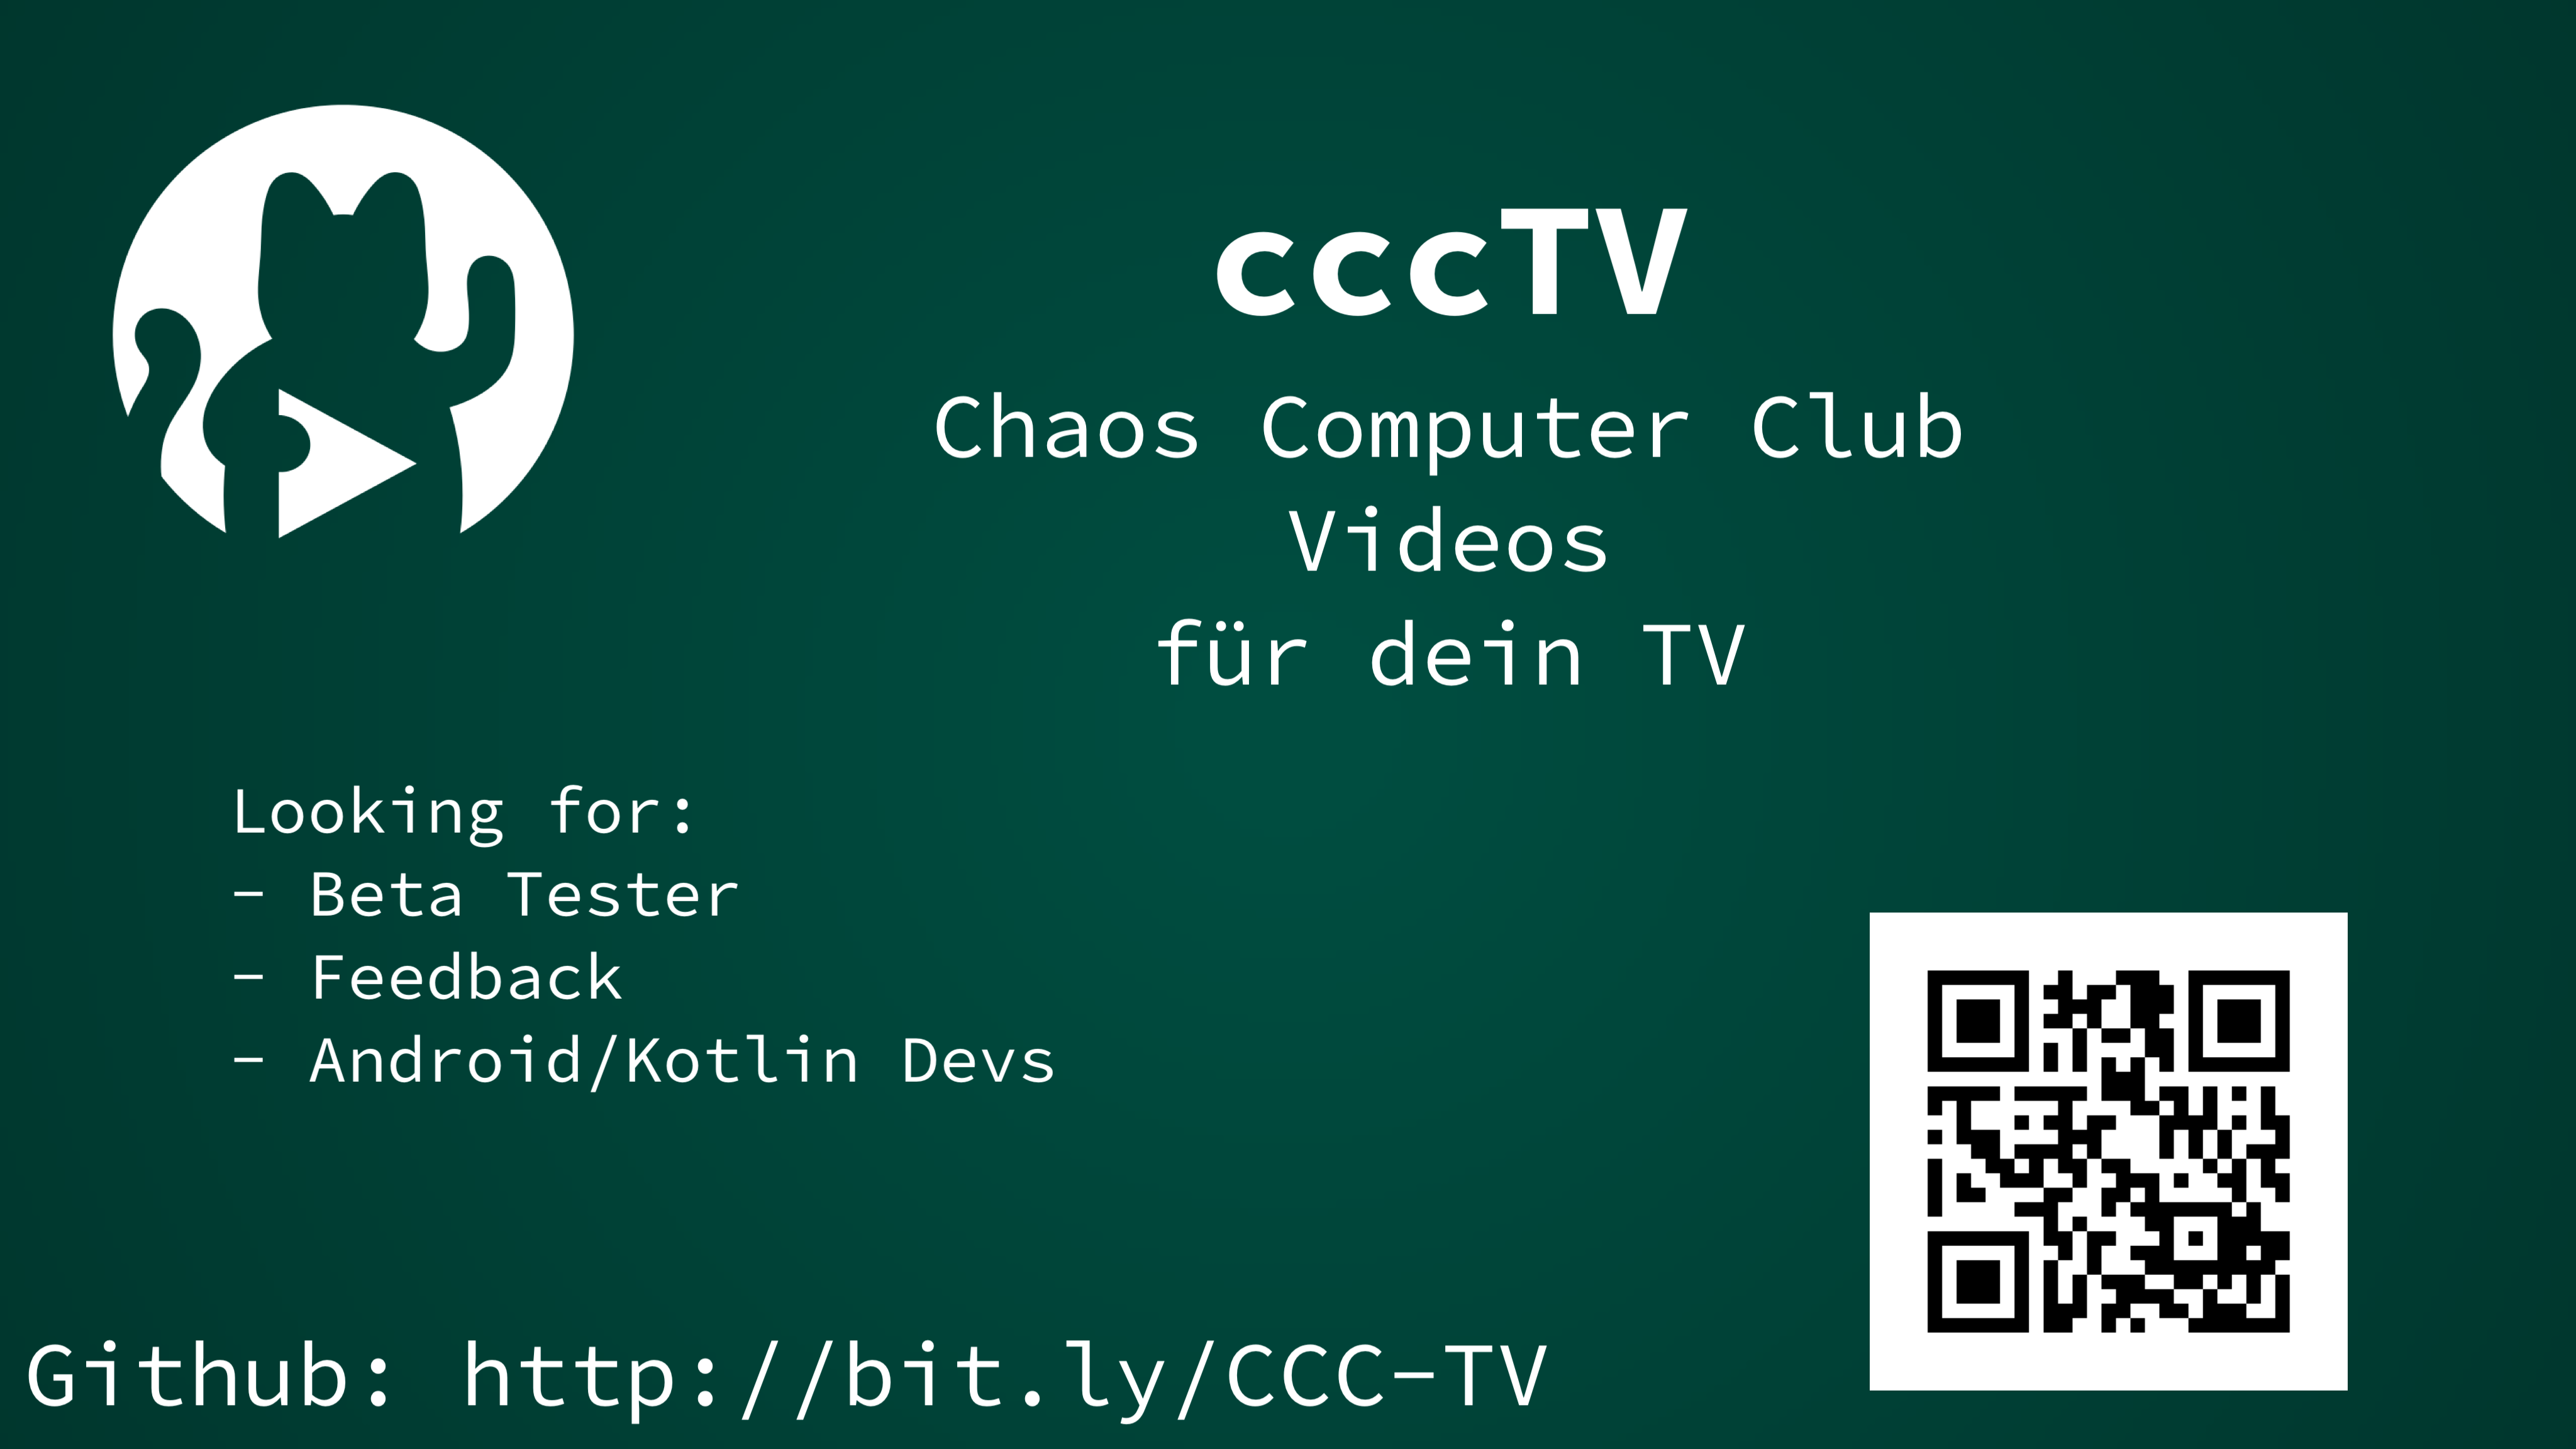 cccTV
Chaos Computer Club
Videos
für dein TV
Looking for:
- Beta Tester
- Feedback
- Android/Kotlin Devs
Github: http://bit.ly/CCC-TV